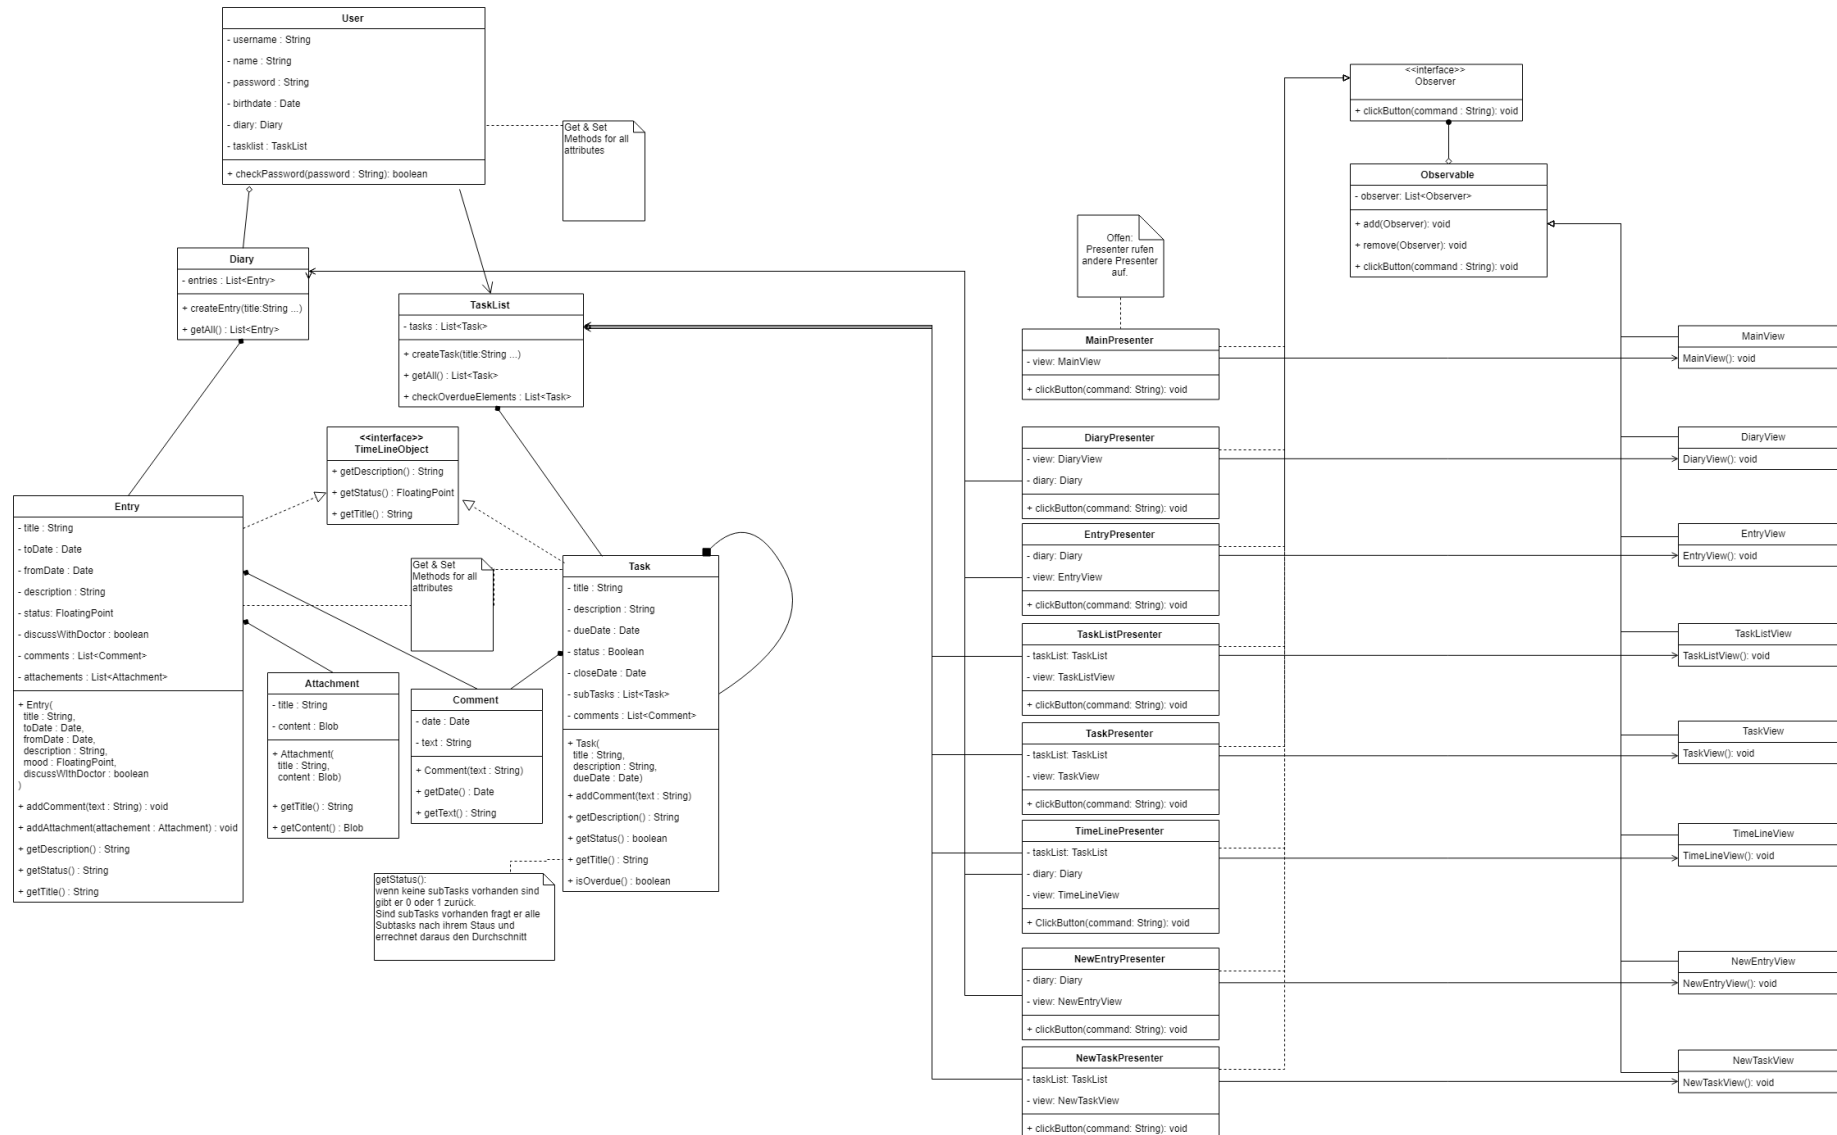 User
- username : String
- name : String
- password : String
- birthdate : Date
- diary: Diary
- tasklist : TaskList
+ checkPassword(password : String): boolean
Get & Set
Methods for all
attributes
Diary
- entries : List<Entry>
+ createEntry(title:String ...)
+ getAll() : List<Entry>
TaskList
- tasks : List<Task>
+ createTask(title:String ...)
+ getAll() : List<Task>
+ checkOverdueElements : List<Task>
<<interface>>
TimeLineObject
+ getDescription() : String
+ getStatus() : FloatingPoint
+ getTitle() : String
Entry
- title : String
- toDate : Date
- fromDate : Date
- description : String
- status: FloatingPoint
- discussWithDoctor : boolean
- comments : List<Comment>
- attachements : List<Attachment>
+ Entry(
title : String,
toDate : Date,
fromDate : Date,
description : String,
mood : FloatingPoint,
discussWIthDoctor : boolean
)
+ addComment(text : String) : void
+ addAttachment(attachement : Attachment) : void
+ getDescription() : String
+ getStatus() : String
+ getTitle() : String
Get & Set
Methods for all
attributes
Attachment
- title : String
- content : Blob
+ Attachment(
title : String,
content : Blob)
+ getTitle() : String
+ getContent() : Blob
Comment
- date : Date
- text : String
+ Comment(text : String)
+ getDate() : Date
+ getText() : String
Task
- title : String
- description : String
- dueDate : Date
- status : Boolean
- closeDate : Date
- subTasks : List<Task>
- comments : List<Comment>
+ Task(
title : String,
description : String,
dueDate : Date)
+ addComment(text : String)
+ getDescription() : String
+ getStatus() : boolean
+ getTitle() : String
+ isOverdue() : boolean
getStatus():
wenn keine subTasks vorhanden sind
gibt er 0 oder 1 zurück.
Sind subTasks vorhanden fragt er alle
Subtasks nach ihrem Staus und
errechnet daraus den Durchschnitt
<<interface>>
Observer
+ clickButton(command : String): void
Observable
- observer: List<Observer>
+ add(Observer): void
+ remove(Observer): void
+ clickButton(command : String): void
Offen:
Presenter rufen
andere Presenter
auf.
MainPresenter
- view: MainView
+ clickButton(command: String): void
DiaryPresenter
- view: DiaryView
- diary: Diary
+ clickButton(command: String): void
EntryPresenter
- diary: Diary
- view: EntryView
+ clickButton(command: String): void
TaskListPresenter
- taskList: TaskList
- view: TaskListView
+ clickButton(command: String): void
TaskPresenter
- taskList: TaskList
- view: TaskView
+ clickButton(command: String): void
TimeLinePresenter
- taskList: TaskList
- diary: Diary
- view: TimeLineView
+ ClickButton(command: String): void
NewEntryPresenter
- diary: Diary
- view: NewEntryView
+ clickButton(command: String): void
NewTaskPresenter
- taskList: TaskList
- view: NewTaskView
+ clickButton(command: String): void
MainView
MainView(): void
DiaryView
DiaryView(): void
EntryView
EntryView(): void
TaskListView
TaskListView(): void
TaskView
TaskView(): void
TimeLineView
TimeLineView(): void
NewEntryView
NewEntryView(): void
NewTaskView
NewTaskView(): void